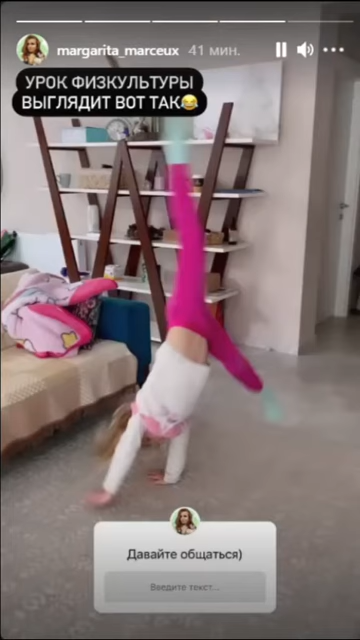 margarita_marceux 41 мин.
УРОК ФИЗКУЛЬТУРЫ
ВЫГЛЯДИТ ВОТ ТАК😂
Давайте общаться)
Введите текст...